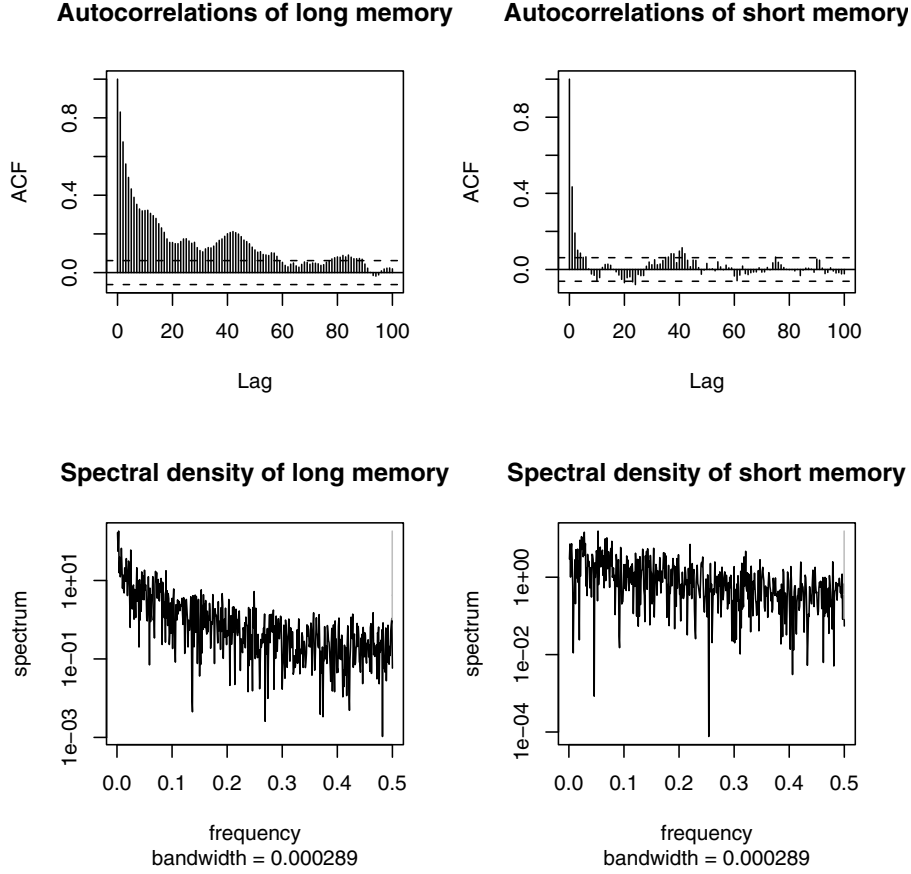 Autocorrelations of long memory
ACF
0.0 0.4 0.8
0 20 40 60 80 100
Lag
Autocorrelations of short memory
ACF
0.0 0.4 0.8
0 20 40 60 80 100
Lag
Spectral density of long memory
spectrum
1e−03 1e−01 1e+01
0.0 0.1 0.2 0.3 0.4 0.5
frequency
bandwidth = 0.000289
Spectral density of short memory
spectrum
1e−04 1e−02 1e+00
0.0 0.1 0.2 0.3 0.4 0.5
frequency
bandwidth = 0.000289